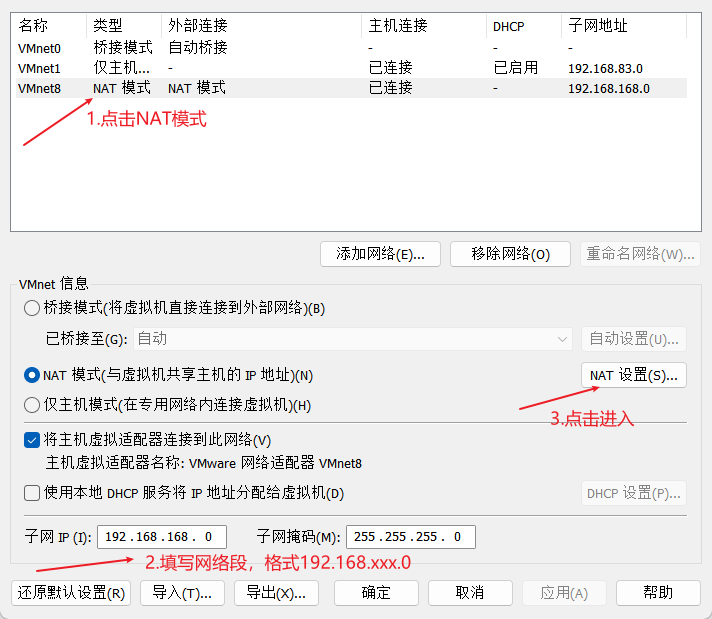 名称 类型 外部连接 主机连接 DHCP 子网地址
VMnet0 桥接模式 自动桥接 - - -
VMnet1 仅主机... - 已连接 已启用 192.168.83.0
VMnet8 NAT 模式 NAT 模式 已连接 - 192.168.168.0
1.点击NAT模式
添加网络(E)... 移除网络(O) 重命名网络(W)...
VMnet 信息
桥接模式(将虚拟机直接连接到外部网络)(B)
已桥接至(G): 自动 自动设置(U)...
NAT 模式(与虚拟机共享主机的 IP 地址)(N) NAT 设置(S)...
仅主机模式(在专用网络内连接虚拟机)(H)
3.点击进入
将主机虚拟适配器连接到此网络(V)
主机虚拟适配器名称: VMware 网络适配器 VMnet8
使用本地 DHCP 服务将 IP 地址分配给虚拟机(D) DHCP 设置(P)...
子网 IP (I): 192.168.168. 0 子网掩码(M): 255.255.255. 0
2.填写网络段，格式192.168.xxx.0
还原默认设置(R) 导入(T)... 导出(X)... 确定 取消 应用(A) 帮助